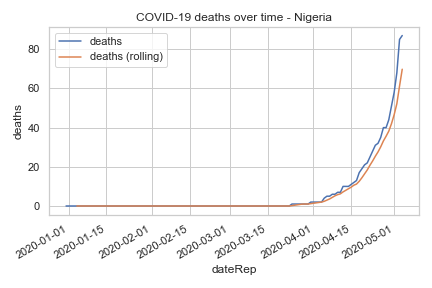 COVID-19 deaths over time - Nigeria
deaths
deaths (rolling)
deaths
80
60
40
20
0
2020-01-01
2020-01-15
2020-02-01
2020-02-15
2020-03-01
2020-03-15
2020-04-01
2020-04-15
2020-05-01
dateRep